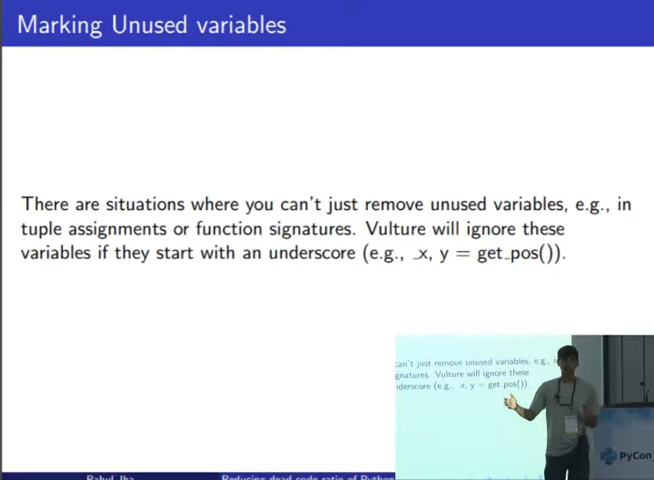 Marking Unused variables
There are situations where you can't just remove unused variables, e.g., in
tuple assignments or function signatures. Vulture will ignore these
variables if they start with an underscore (e.g., _x, y = get_pos()).
can't just remove unused variables, e.g.,
gnatures. Vulture will ignore these
derscore (e.g., _x, y = get_pos())
PyCon
Rahul Jha
Reducing dead code ratio of Python